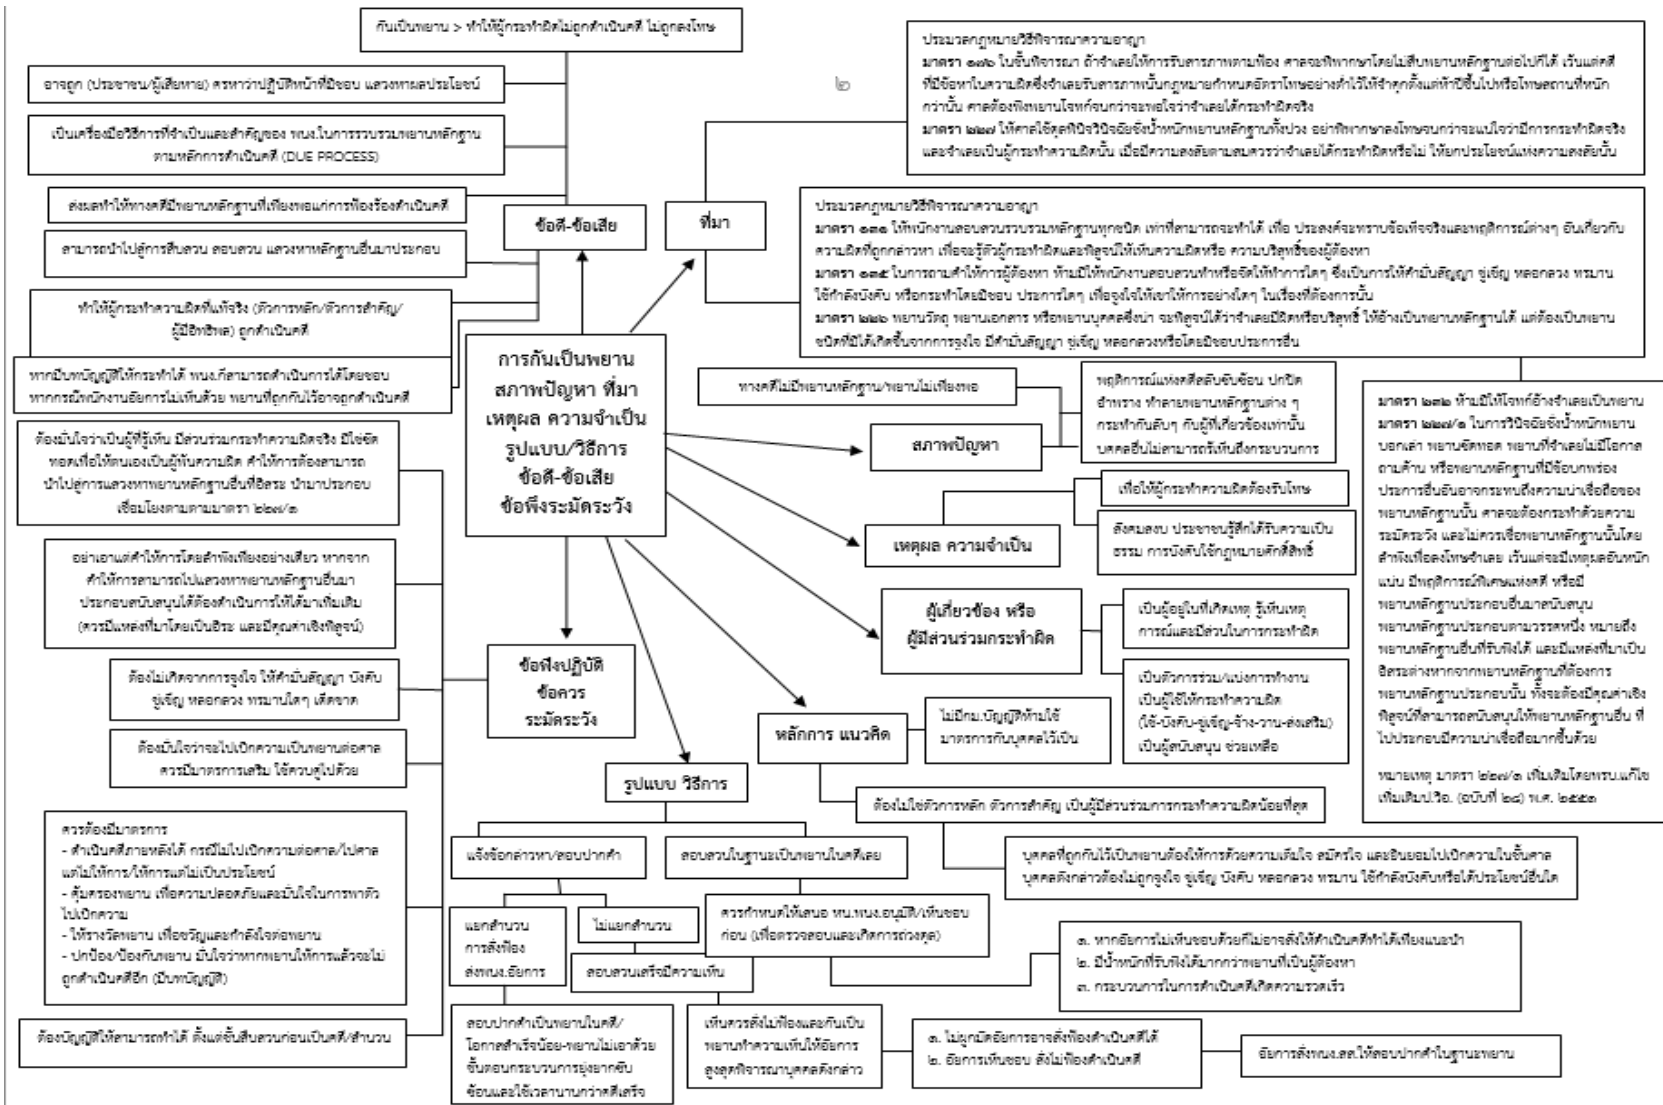 กันเป็นพยาน > ทำให้ผู้กระทำผิดไม่ถูกดำเนินคดี ไม่ถูกลงโทษ
อาจถูก (ประชาชน/ผู้เสียหาย) ครหาว่าปฏิบัติหน้าที่มิชอบ แสวงหาผลประโยชน์
เป็นเครื่องมือวิธีการที่จำเป็นและสำคัญของ พนง.ในการรวบรวมพยานหลักฐาน
ตามหลักการดำเนินคดี (DUE PROCESS)
ส่งผลทำให้ทางคดีมีพยานหลักฐานที่เพียงพอแก่การฟ้องร้องดำเนินคดี
สามารถนำไปสู่การสืบสวน สอบสวน แสวงหาหลักฐานอื่นมาประกอบ
ทำให้ผู้กระทำความผิดที่แท้จริง (ตัวการหลัก/ตัวการสำคัญ/
ผู้มีอิทธิพล) ถูกดำเนินคดี
หากมีบทบัญญัติให้กระทำได้ พนง.ก็สามารถดำเนินการได้โดยชอบ
หากกรณีพนักงานอัยการไม่เห็นด้วย พยานที่ถูกกันไว้อาจถูกดำเนินคดี
ข้อดี-ข้อเสีย
๒
ที่มา
ประมวลกฎหมายวิธีพิจารณาความอาญา
มาตรา ๑๗๖ ในชั้นพิจารณา ถ้าจำเลยให้การรับสารภาพตามฟ้อง ศาลจะพิพากษาโดยไม่สืบพยานหลักฐานต่อไปก็ได้ เว้นแต่คดี
ที่มีข้อหาในความผิดซึ่งจำเลยรับสารภาพนั้นกฎหมายกำหนดอัตราโทษอย่างต่ำไว้ให้จำคุกตั้งแต่ห้าปีขึ้นไปหรือโทษสถานที่หนัก
กว่านั้น ศาลต้องฟังพยานโจทก์จนกว่าจะพอใจว่าจำเลยได้กระทำผิดจริง
มาตรา ๒๒๗ ให้ศาลใช้ดุลพินิจวินิจฉัยชั่งน้ำหนักพยานหลักฐานทั้งปวง อย่าพิพากษาลงโทษจนกว่าจะแน่ใจว่ามีการกระทำผิดจริง
และจำเลยเป็นผู้กระทำความผิดนั้น เมื่อมีความสงสัยตามสมควรว่าจำเลยได้กระทำผิดหรือไม่ ให้ยกประโยชน์แห่งความสงสัยนั้น
ประมวลกฎหมายวิธีพิจารณาความอาญา
มาตรา ๑๓๑ ให้พนักงานสอบสวนรวบรวมหลักฐานทุกชนิด เท่าที่สามารถจะทำได้ เพื่อ ประสงค์จะทราบข้อเท็จจริงและพฤติการณ์ต่างๆ อันเกี่ยวกับ
ความผิดที่ถูกกล่าวหา เพื่อจะรู้ตัวผู้กระทำผิดและพิสูจน์ให้เห็นความผิดหรือ ความบริสุทธิ์ของผู้ต้องหา
มาตรา ๑๓๕ ในการถามคำให้การผู้ต้องหา ห้ามมิให้พนักงานสอบสวนทำหรือจัดให้ทำการใดๆ ซึ่งเป็นการให้คำมั่นสัญญา ขู่เข็ญ หลอกลวง ทรมาน
ใช้กำลังบังคับ หรือกระทำโดยมิชอบ ประการใดๆ เพื่อจูงใจให้เขาให้การอย่างใดๆ ในเรื่องที่ต้องการนั้น
มาตรา ๒๒๖ พยานวัตถุ พยานเอกสาร หรือพยานบุคคลซึ่งน่า จะพิสูจน์ได้ว่าจำเลยมีผิดหรือบริสุทธิ์ ให้อ้างเป็นพยานหลักฐานได้ แต่ต้องเป็นพยาน
ชนิดที่มิได้เกิดขึ้นจากการจูงใจ มีคำมั่นสัญญา ขู่เข็ญ หลอกลวงหรือโดยมิชอบประการอื่น
มาตรา ๒๓๒ ห้ามมิให้โจทก์อ้างจำเลยเป็นพยาน
มาตรา ๒๒๗/๑ ในการวินิจฉัยชั่งน้ำหนักพยาน
บอกเล่า พยานซัดทอด พยานที่จำเลยไม่มีโอกาส
ถามค้าน หรือพยานหลักฐานที่มีข้อบกพร่อง
ประการอื่นอันอาจกระทบถึงความน่าเชื่อถือของ
พยานหลักฐานนั้น ศาลจะต้องกระทำด้วยความ
ระมัดระวัง และไม่ควรเชื่อพยานหลักฐานนั้นโดย
ลำพังเพื่อลงโทษจำเลย เว้นแต่จะมีเหตุผลอันหนัก
แน่น มีพฤติการณ์พิเศษแห่งคดี หรือมี
พยานหลักฐานประกอบอื่นมาสนับสนุน
พยานหลักฐานประกอบตามวรรคหนึ่ง หมายถึง
พยานหลักฐานอื่นที่รับฟังได้ และมีแหล่งที่มาเป็น
อิสระต่างหากจากพยานหลักฐานที่ต้องการ
พยานหลักฐานประกอบนั้น ทั้งจะต้องมีคุณค่าเชิง
พิสูจน์ที่สามารถสนับสนุนให้พยานหลักฐานอื่น ที่
ไปประกอบมีความน่าเชื่อถือมากขึ้นด้วย
หมายเหตุ มาตรา ๒๒๗/๑ เพิ่มเติมโดยพรบ.แก้ไข
เพิ่มเติมป.วิอ. (ฉบับที่ ๒๘) พ.ศ. ๒๕๕๑
การกันเป็นพยาน
สภาพปัญหา ที่มา
เหตุผล ความจำเป็น
รูปแบบ/วิธีการ
ข้อดี-ข้อเสีย
ข้อพึงระมัดระวัง
ทางคดีไม่มีพยานหลักฐาน/พยานไม่เพียงพอ
สภาพปัญหา
พฤติการณ์แห่งคดีสลับซับซ้อน ปกปิด
อำพราง ทำลายพยานหลักฐานต่าง ๆ
กระทำกันลับๆ กับผู้ที่เกี่ยวข้องเท่านั้น
บุคคลอื่นไม่สามารถรู้เห็นถึงกระบวนการ
เหตุผล ความจำเป็น
เพื่อให้ผู้กระทำความผิดต้องรับโทษ
สังคมสงบ ประชาชนรู้สึกได้รับความเป็น
ธรรม การบังคับใช้กฎหมายศักดิ์สิทธิ์
ผู้เกี่ยวข้อง หรือ
ผู้มีส่วนร่วมกระทำผิด
เป็นผู้อยู่ในที่เกิดเหตุ รู้เห็นเหตุ
การณ์และมีส่วนในการกระทำผิด
เป็นตัวการร่วม/แบ่งการทำงาน
เป็นผู้ใช้ให้กระทำความผิด
(ใช้-บังคับ-ขู่เข็ญ-จ้าง-วาน-ส่งเสริม)
เป็นผู้สนับสนุน ช่วยเหลือ
หลักการ แนวคิด
ไม่มีกม.บัญญัติห้ามใช้
มาตรการกันบุคคลไว้เป็น
ต้องไม่ใช่ตัวการหลัก ตัวการสำคัญ เป็นผู้มีส่วนร่วมการกระทำความผิดน้อยที่สุด
บุคคลที่ถูกกันไว้เป็นพยานต้องให้การด้วยความเต็มใจ สมัครใจ และยินยอมไปเบิกความในชั้นศาล
บุคคลดังกล่าวต้องไม่ถูกจูงใจ ขู่เข็ญ บังคับ หลอกลวง ทรมาน ใช้กำลังบังคับหรือได้ประโยชน์อื่นใด
ต้องมั่นใจว่าเป็นผู้ที่รู้เห็น มีส่วนร่วมกระทำความผิดจริง มิใช่ซัด
ทอดเพื่อให้ตนเองเป็นผู้พ้นความผิด คำให้การต้องสามารถ
นำไปสู่การแสวงหาพยานหลักฐานอื่นที่อิสระ นำมาประกอบ
เชื่อมโยงตามตามมาตรา ๒๒๗/๑
อย่าเอาแต่คำให้การโดยลำพังเพียงอย่างเดียว หากจาก
คำให้การสามารถไปแสวงหาพยานหลักฐานอื่นมา
ประกอบสนับสนุนได้ต้องดำเนินการให้ได้มาเพิ่มเติม
(ควรมีแหล่งที่มาโดยเป็นอิระ และมีคุณค่าเชิงพิสูจน์)
ต้องไม่เกิดจากการจูงใจ ให้คำมั่นสัญญา บังคับ
ขู่เข็ญ หลอกลวง ทรมานใดๆ เด็ดขาด
ต้องมั่นใจว่าจะไปเบิกความเป็นพยานต่อศาล
ควรมีมาตรการเสริม ใช้ควบคู่ไปด้วย
ข้อพึงปฏิบัติ
ข้อควร
ระมัดระวัง
ควรต้องมีมาตรการ
- ดำเนินคดีภายหลังได้ กรณีไม่ไปเบิกความต่อศาล/ไปศาล
แต่ไม่ให้การ/ให้การแต่ไม่เป็นประโยชน์
- คุ้มครองพยาน เพื่อความปลอดภัยและมั่นใจในการพาตัว
ไปเบิกความ
- ให้รางวัลพยาน เพื่อขวัญและกำลังใจต่อพยาน
- ปกป้อง/ป้องกันพยาน มั่นใจว่าหากพยานให้การแล้วจะไม่
ถูกดำเนินคดีอีก (มีบทบัญญัติ)
ต้องบัญญัติให้สามารถทำได้ ตั้งแต่ชั้นสืบสวนก่อนเป็นคดี/สำนวน
รูปแบบ วิธีการ
แจ้งข้อกล่าวหา/สอบปากคำ
สอบสวนในฐานะเป็นพยานในคดีเลย
แยกสำนวน
การสั่งฟ้อง
ส่งพนง.อัยการ
ไม่แยกสำนวน
ควรกำหนดให้เสนอ หน.พนง.อนุมัติ/เห็นชอบ
ก่อน (เพื่อตรวจสอบและเกิดการถ่วงดุล)
สอบสวนเสร็จมีความเห็น
๑. หากอัยการไม่เห็นชอบด้วยก็ไม่อาจสั่งให้ดำเนินคดีทำได้เพียงแนะนำ
๒. มีน้ำหนักที่รับฟังได้มากกว่าพยานที่เป็นผู้ต้องหา
๓. กระบวนการในการดำเนินคดีเกิดความรวดเร็ว
สอบปากคำเป็นพยานในคดี/
โอกาสสำเร็จน้อย-พยานไม่เอาด้วย
ขั้นตอนกระบวนการยุ่งยากซับ
ซ้อนและใช้เวลานานกว่าคดีเสร็จ
เห็นควรสั่งไม่ฟ้องและกันเป็น
พยานทำความเห็นให้อัยการ
สูงสุดพิจารณาบุคคลดังกล่าว
๑. ไม่ผูกมัดอัยการอาจสั่งฟ้องดำเนินคดีได้
๒. อัยการเห็นชอบ สั่งไม่ฟ้องดำเนินคดี
อัยการสั่งพนง.สส.ให้สอบปากคำในฐานะพยาน